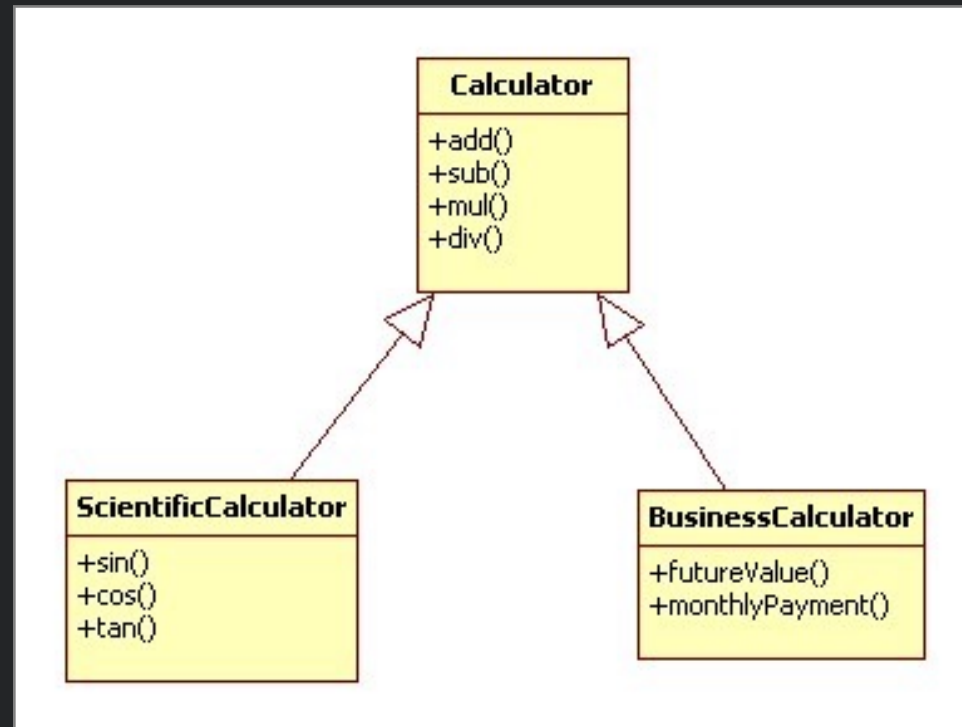 Calculator
+add()
+sub()
+mul()
+div()
ScientificCalculator
+sin()
+cos()
+tan()
BusinessCalculator
+futureValue()
+monthlyPayment()